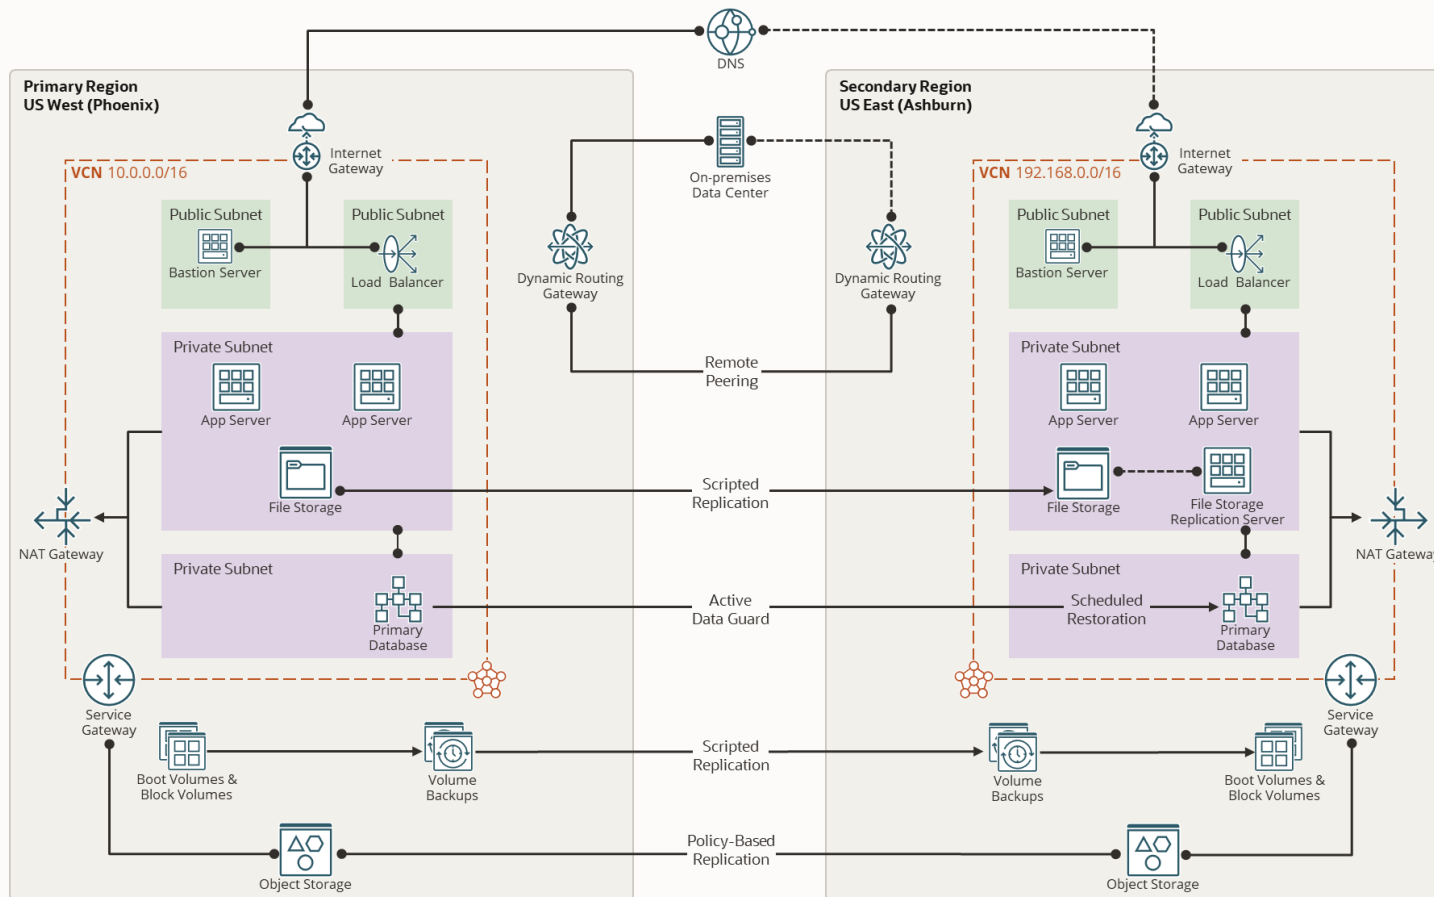 DNS
Primary Region
US West (Phoenix)
Secondary Region
US East (Ashburn)
Internet
Gateway
On-premises
Data Center
Internet
Gateway
VCN 10.0.0.0/16
VCN 192.168.0.0/16
Public Subnet
Bastion Server
Public Subnet
Load Balancer
Dynamic Routing
Gateway
Dynamic Routing
Gateway
Public Subnet
Bastion Server
Public Subnet
Load Balancer
Private Subnet
App Server
App Server
Remote
Peering
Private Subnet
App Server
App Server
File Storage
Scripted
Replication
File Storage
File Storage
Replication Server
NAT Gateway
NAT Gateway
Private Subnet
Primary
Database
Active
Data Guard
Private Subnet
Scheduled
Restoration
Primary
Database
Service
Gateway
Service
Gateway
Boot Volumes &
Block Volumes
Volume
Backups
Scripted
Replication
Volume
Backups
Boot Volumes &
Block Volumes
Object Storage
Policy-Based
Replication
Object Storage